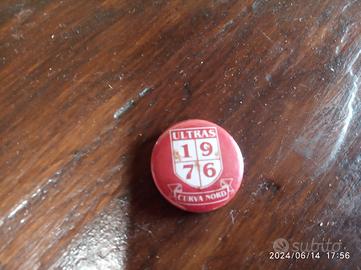 ULTRAS
19
76
CURVA NORD
subito
2024/06/14 17:56